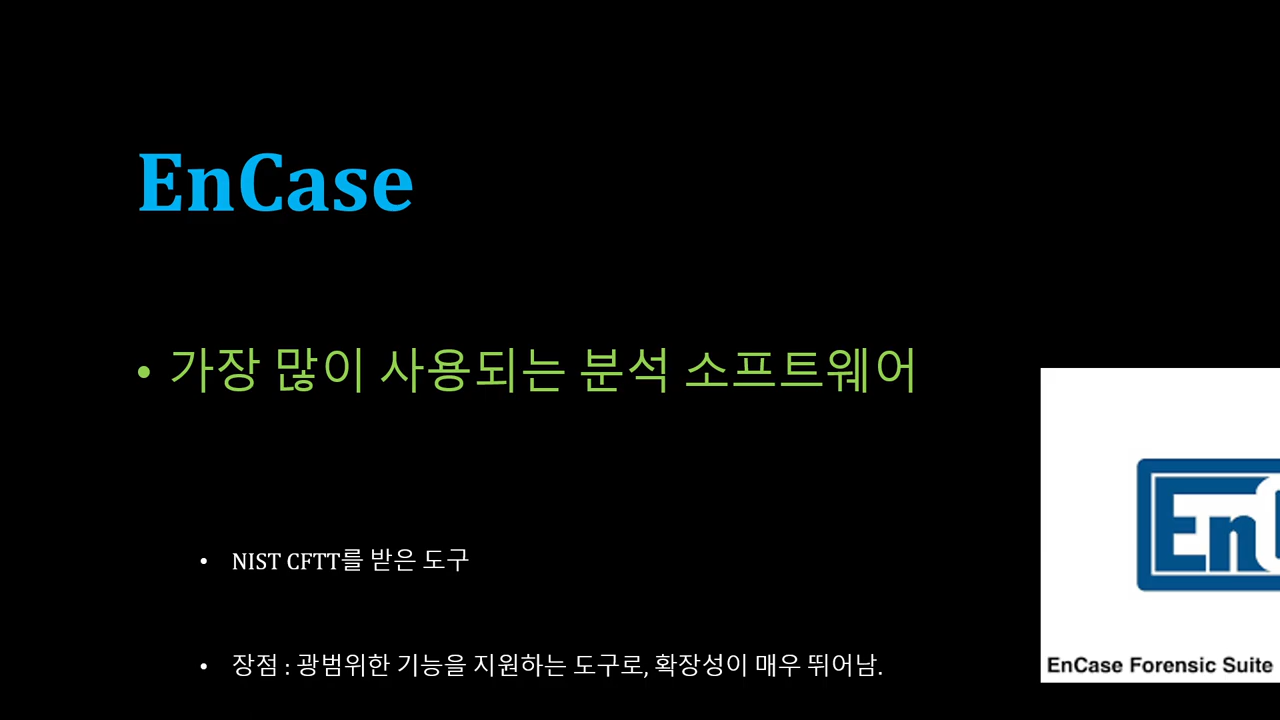 EnCase
• 가장 많이 사용되는 분석 소프트웨어
• NIST CFTT를 받은 도구
• 장점 : 광범위한 기능을 지원하는 도구로, 확장성이 매우 뛰어남.
En
EnCase Forensic Suite